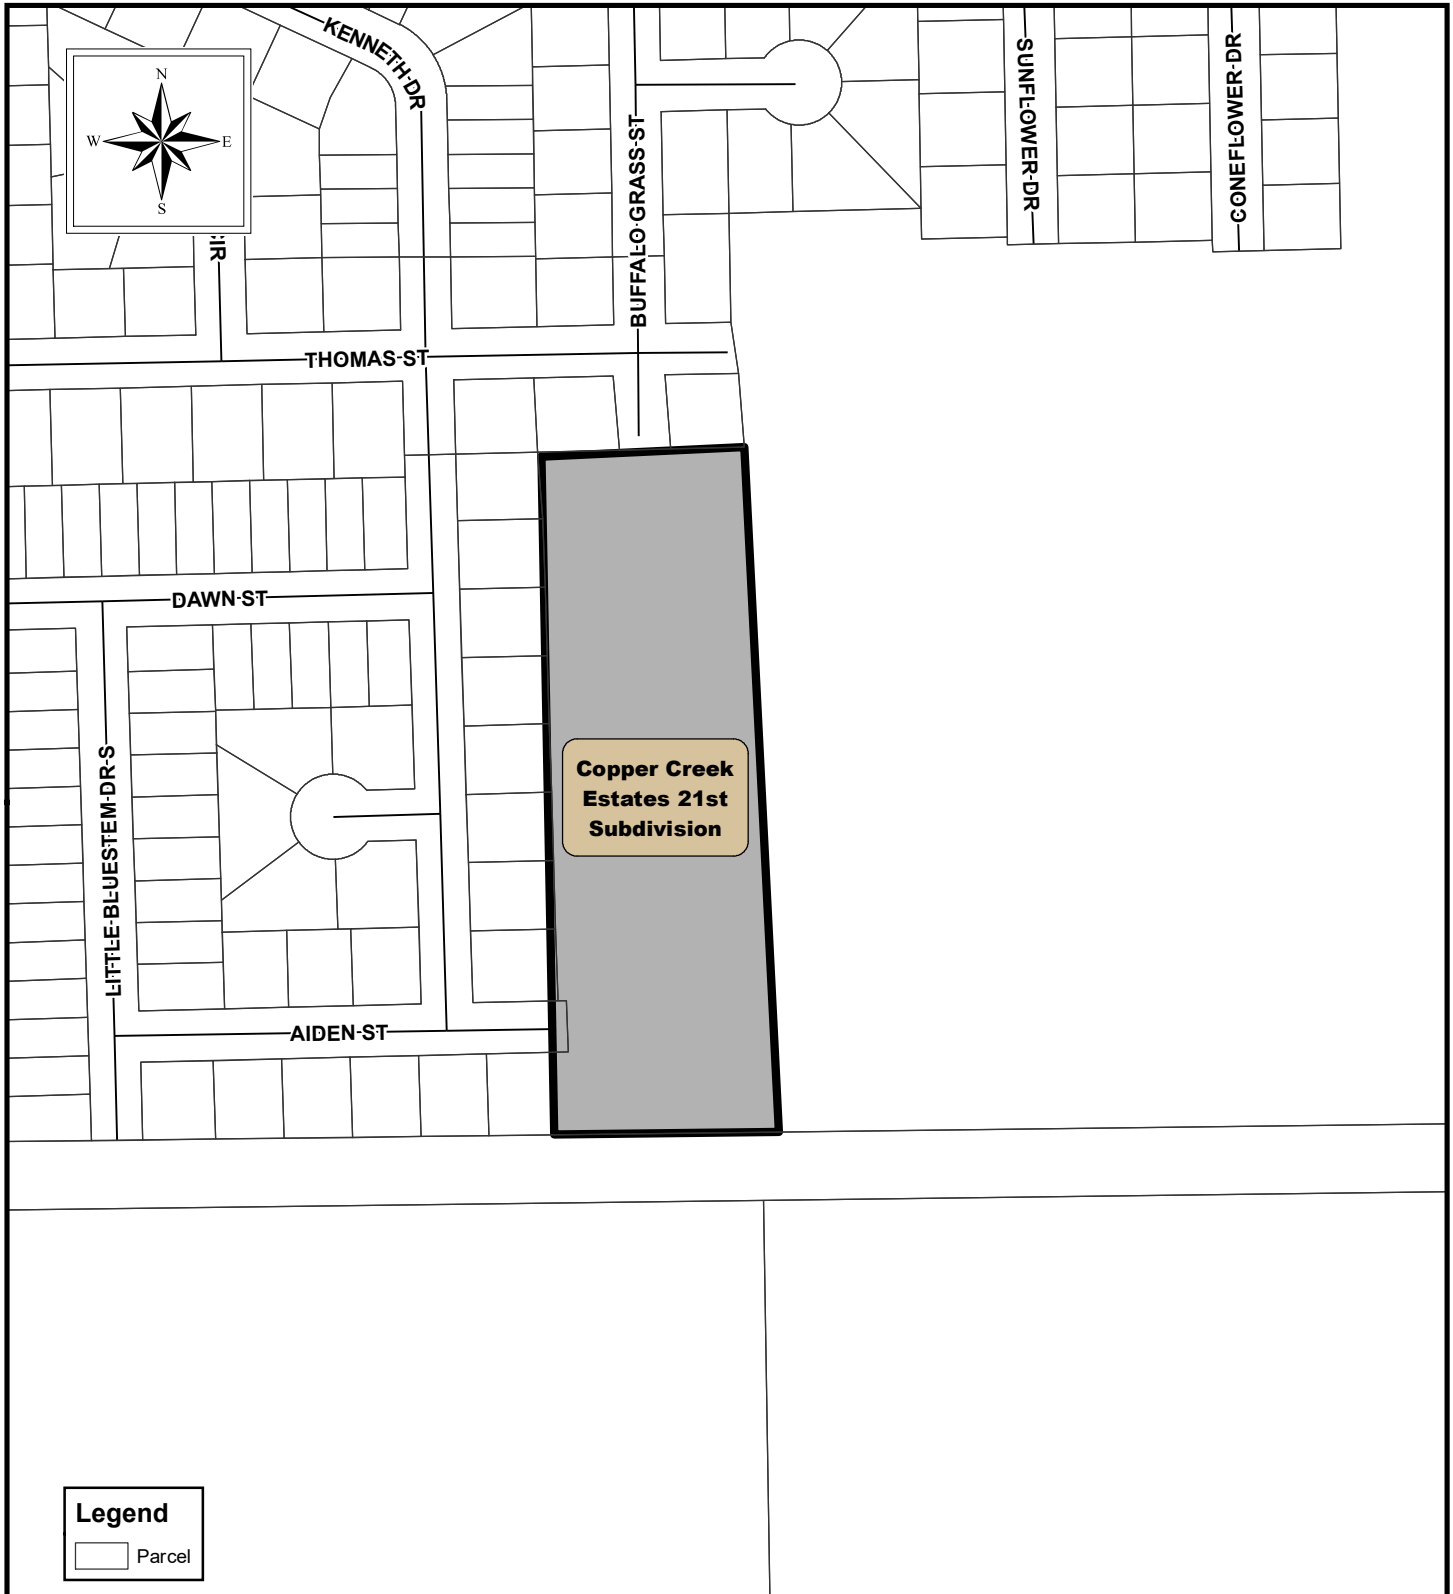 KENNETH DR
SUNFLOWER DR
CONEFLOWER DR
N
W
E
S
BUFFALO GRASS ST
THOMAS ST
DAWN ST
Copper Creek
Estates 21st
Subdivision
LITTLE BLUESTEM DR S
AIDEN ST
Legend
Parcel